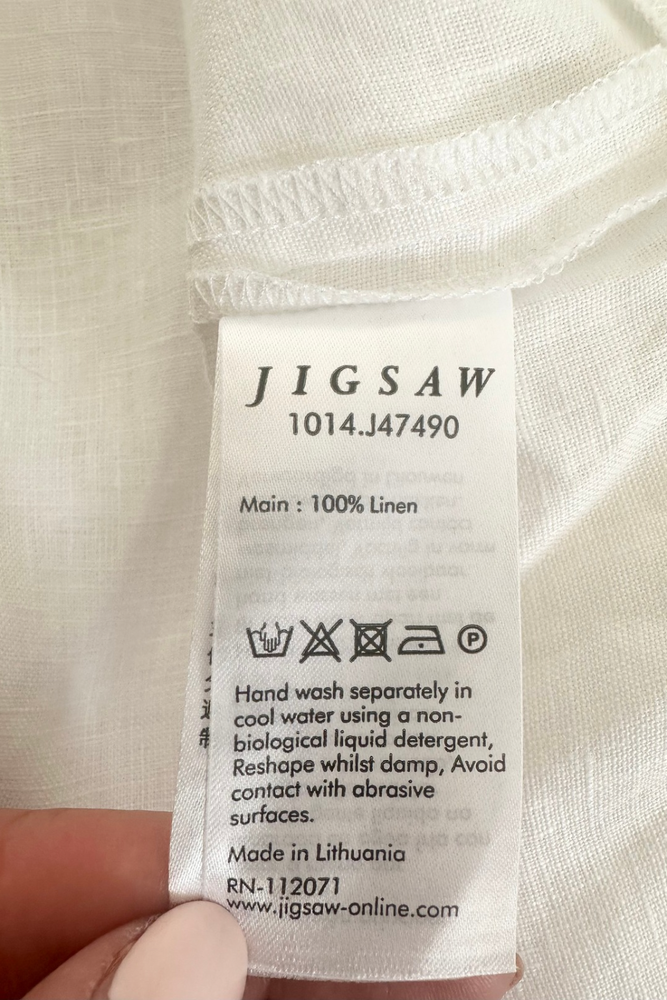 JIGSAW
1014.J47490
Main : 100% Linen
P
Hand wash separately in
cool water using a non-
biological liquid detergent,
Reshape whilst damp, Avoid
contact with abrasive
surfaces.
Made in Lithuania
RN-112071
www.jigsaw-online.com